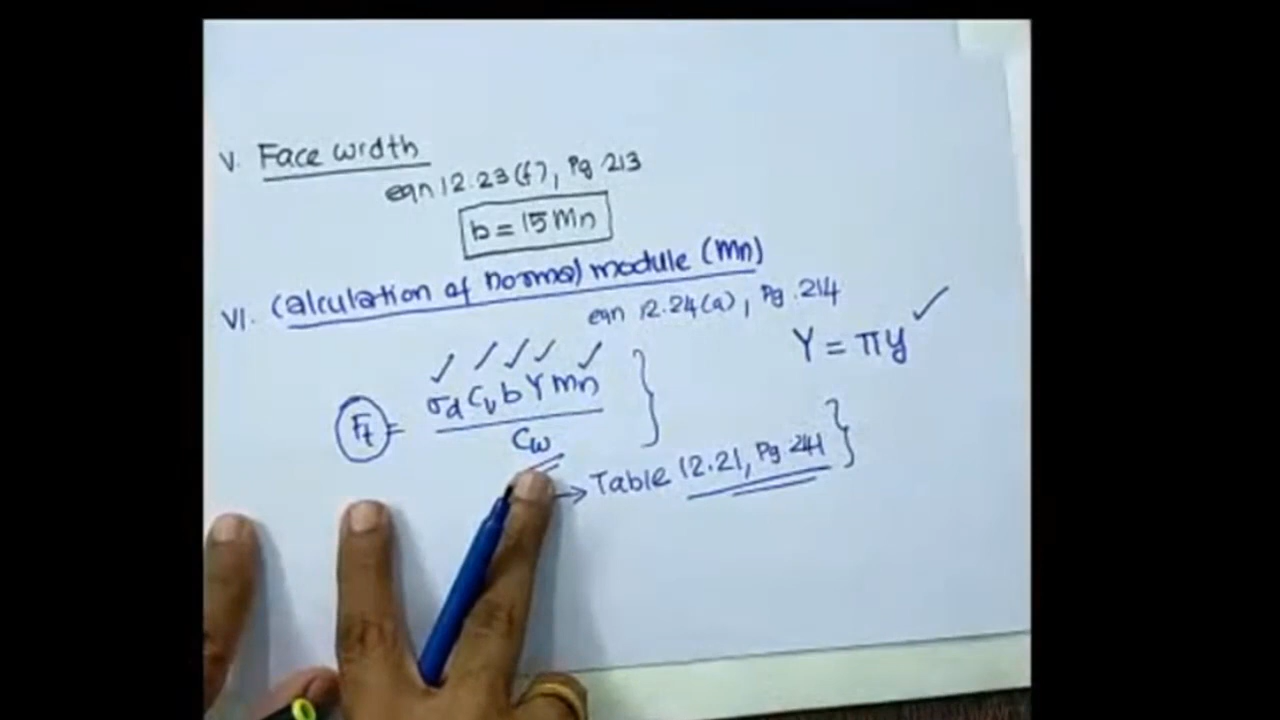 V. Face width
eqn 12.23(f), Pg 213
b = 15 Mn
VI. Calculation of normal module (Mn)
eqn 12.24(a), Pg. 214
Y = πy ✓
Ft = σd Cv b Y mn / Cw
→ Table 12.21, Pg 241